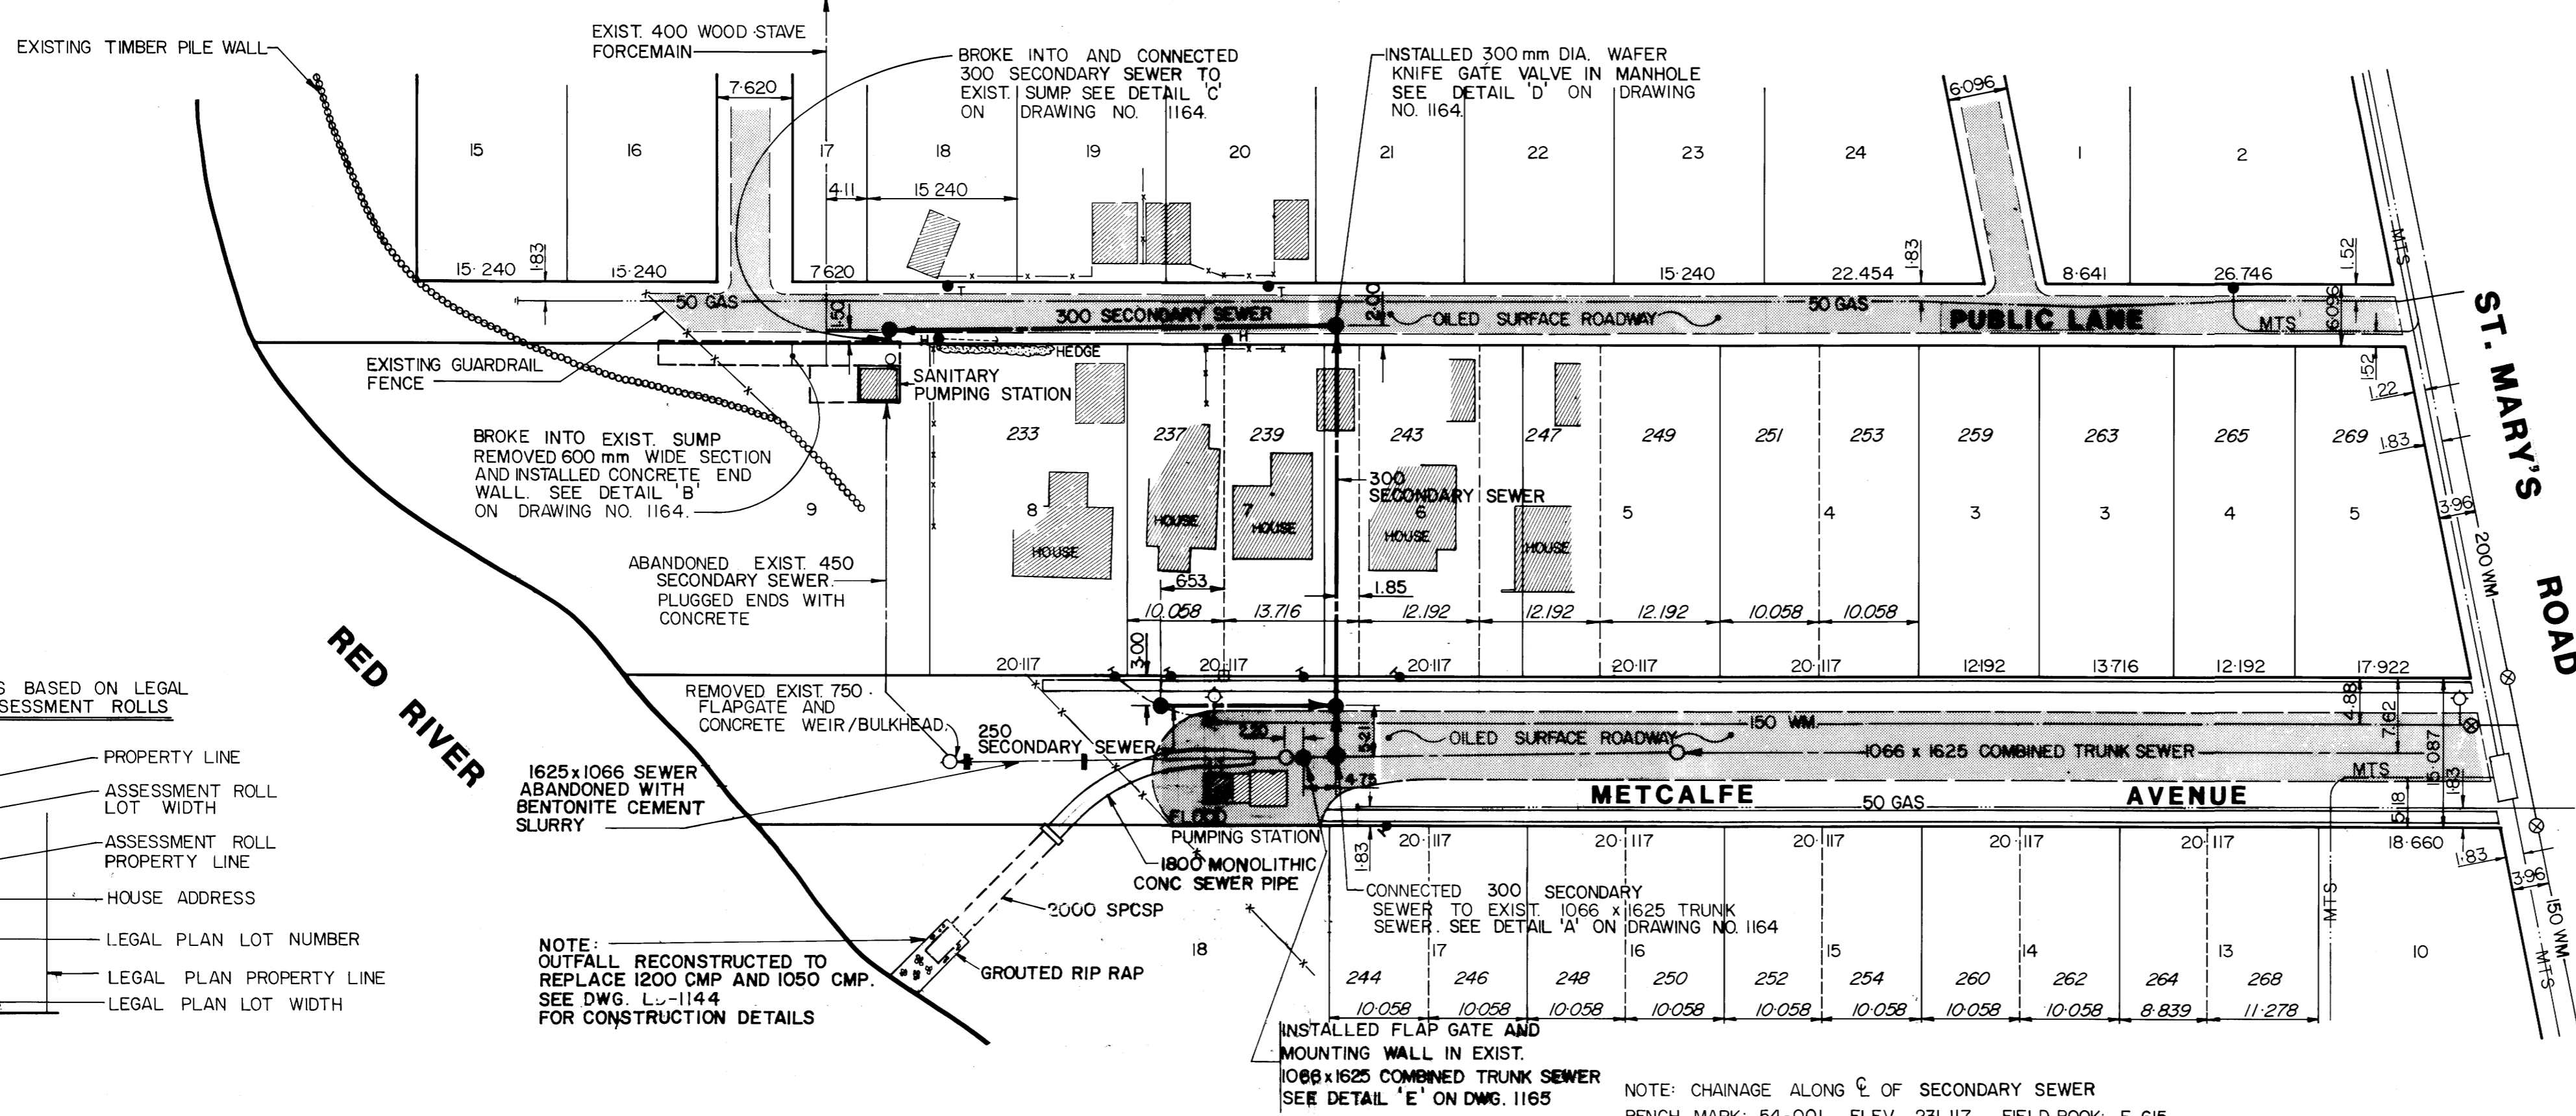 EXISTING TIMBER PILE WALL
EXIST. 400 WOOD STAVE
FORCEMAIN
BROKE INTO AND CONNECTED
300 SECONDARY SEWER TO
EXIST. SUMP. SEE DETAIL 'C'
ON DRAWING NO. 1164.
INSTALLED 300 mm DIA. WAFER
KNIFE GATE VALVE IN MANHOLE
SEE DETAIL 'D' ON DRAWING
NO. 1164.
7·620
6·096
15
16
17
18
19
20
21
22
23
24
1
2
4·11
15 240
15·240
1·83
15·240
7620
15·240
22.454
1·83
8·641
26.746
1·52
MTS
50 GAS
1·50
300 SECONDARY SEWER
T
T
2·00
OILED SURFACE ROADWAY
50 GAS
PUBLIC LANE
MTS
6·096
H
H
HEDGE
EXISTING GUARDRAIL
FENCE
SANITARY
PUMPING STATION
1·52
1.22
1.83
ST. MARY'S ROAD
BROKE INTO EXIST. SUMP
REMOVED 600 mm WIDE SECTION
AND INSTALLED CONCRETE END
WALL. SEE DETAIL 'B'
ON DRAWING NO. 1164.
233
237
239
243
247
249
251
253
259
263
265
269
300
SECONDARY SEWER
9
8
7
6
5
4
3
3
4
5
HOUSE
HOUSE
HOUSE
HOUSE
HOUSE
3·96
200 WM
ABANDONED EXIST. 450
SECONDARY SEWER.
PLUGGED ENDS WITH
CONCRETE
653
1.85
10.058
13.716
12.192
12.192
12.192
10.058
10.058
RED RIVER
3·00
20·117
20·117
20·117
20·117
20·117
12·192
13·716
12·192
17·922
S BASED ON LEGAL
SESSMENT ROLLS
REMOVED EXIST. 750
FLAPGATE AND
CONCRETE WEIR/BULKHEAD.
250
SECONDARY SEWER
2.20
5·21
150 WM.
OILED SURFACE ROADWAY
1066 x 1625 COMBINED TRUNK SEWER
4·88
7·62
15·087
1·83
MTS
5·18
4·75
METCALFE AVENUE
50 GAS
1625x1066 SEWER
ABANDONED WITH
BENTONITE CEMENT
SLURRY
FLOOD
PUMPING STATION
1800 MONOLITHIC
CONC SEWER PIPE
2000 SPCSP
1·83
20·117
20·117
20·117
20·117
20·117
18·660
1·83
3·96
150 WM
MTS
MTS
CONNECTED 300 SECONDARY
SEWER TO EXIST. 1066 x 1625 TRUNK
SEWER. SEE DETAIL 'A' ON DRAWING NO. 1164
18
17
16
15
14
13
10
244
246
248
250
252
254
260
262
264
268
10·058
10·058
10·058
10·058
10·058
10·058
10·058
10·058
8·839
11·278
PROPERTY LINE
ASSESSMENT ROLL
LOT WIDTH
ASSESSMENT ROLL
PROPERTY LINE
HOUSE ADDRESS
LEGAL PLAN LOT NUMBER
LEGAL PLAN PROPERTY LINE
LEGAL PLAN LOT WIDTH
NOTE:
OUTFALL RECONSTRUCTED TO
REPLACE 1200 CMP AND 1050 CMP.
SEE DWG. -1144
FOR CONSTRUCTION DETAILS
GROUTED RIP RAP
INSTALLED FLAP GATE AND
MOUNTING WALL IN EXIST.
1066x1625 COMBINED TRUNK SEWER
SEE DETAIL 'E' ON DWG. 1165
NOTE: CHAINAGE ALONG ℄ OF SECONDARY SEWER
BENCH MARK: 54-001 ELEV. 231.117 FIELD BOOK: F-615